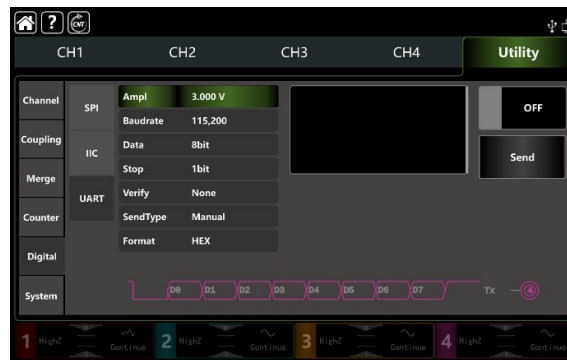 ? CNT
CH1 CH2 CH3 CH4 Utility
Channel
Coupling
Merge
Counter
Digital
System
SPI
IIC
UART
Ampl 3.000 V
Baudrate 115,200
Data 8bit
Stop 1bit
Verify None
SendType Manual
Format HEX
OFF
Send
D0 D1 D2 D3 D4 D5 D6 D7 Tx 4
1 HighZ Continue 2 HighZ Continue 3 HighZ Continue 4 HighZ Continue